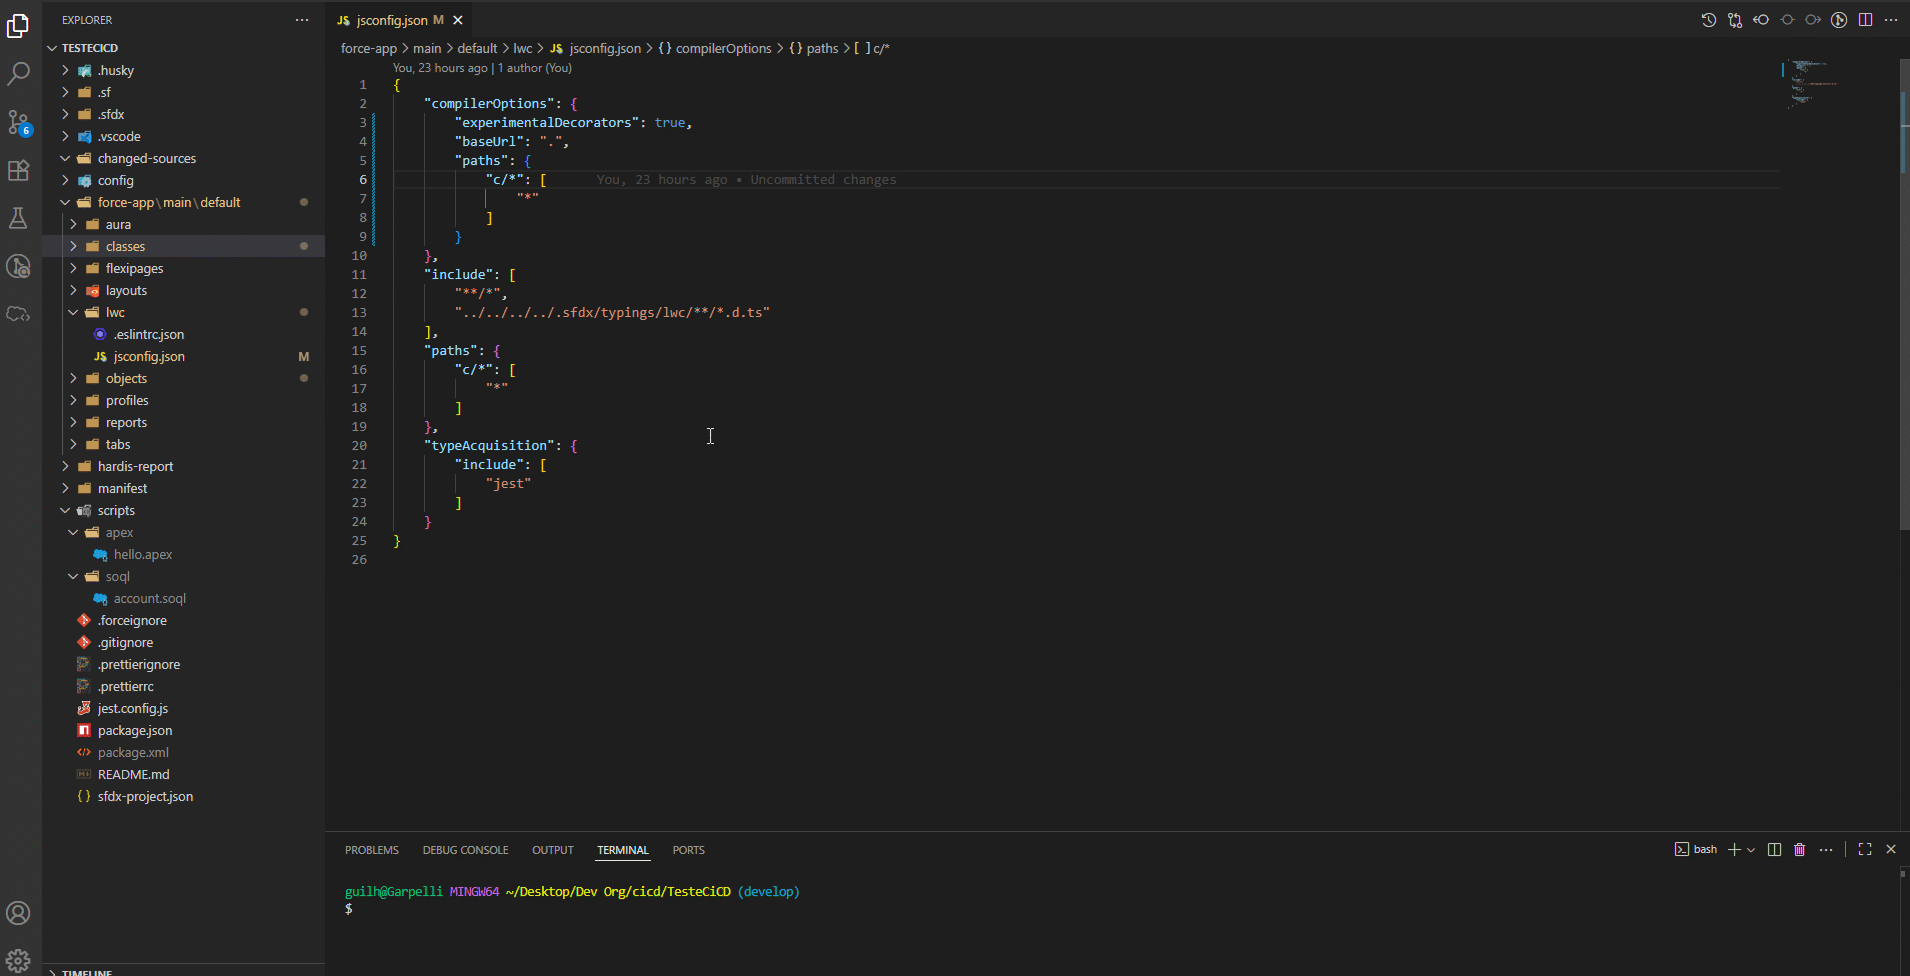 EXPLORER
TESTECICD
.husky
.sf
.sfdx
.vscode
changed-sources
config
force-app\main\default
aura
classes
flexipages
layouts
lwc
.eslintrc.json
JS jsconfig.json M
objects
profiles
reports
tabs
hardis-report
manifest
scripts
apex
hello.apex
soql
account.soql
.forceignore
.gitignore
.prettierignore
.prettierrc
jest.config.js
package.json
package.xml
README.md
{ } sfdx-project.json
TIMELINE
6
JS jsconfig.json M
force-app > main > default > lwc > JS jsconfig.json > { } compilerOptions > { } paths > [ ] c/*
You, 23 hours ago | 1 author (You)
1 {
2 "compilerOptions": {
3 "experimentalDecorators": true,
4 "baseUrl": ".",
5 "paths": {
6 "c/*": [ You, 23 hours ago • Uncommitted changes
7 "*"
8 ]
9 }
10 },
11 "include": [
12 "**/*",
13 "../../../../.sfdx/typings/lwc/**/*.d.ts"
14 ],
15 "paths": {
16 "c/*": [
17 "*"
18 ]
19 },
20 "typeAcquisition": {
21 "include": [
22 "jest"
23 ]
24 }
25 }
26
PROBLEMS DEBUG CONSOLE OUTPUT TERMINAL PORTS
bash
guilh@Garpelli MINGW64 ~/Desktop/Dev Org/cicd/TesteCiCD (develop)
$